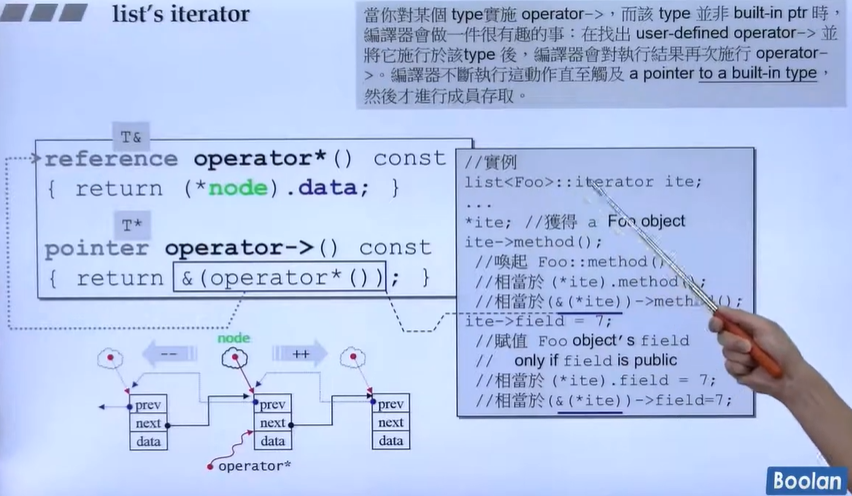 list's iterator
當你對某個 type實施 operator->，而該 type 並非 built-in ptr 時，
編譯器會做一件很有趣的事：在找出 user-defined operator-> 並
將它施行於該type 後，編譯器會對執行結果再次施行 operator-
>。編譯器不斷執行這動作直至觸及 a pointer to a built-in type，
然後才進行成員存取。
T&
reference operator*() const
{ return (*node).data; }
T*
pointer operator->() const
{ return &(operator*()); }
//實例
list<Foo>::iterator ite;
...
*ite; //獲得 a Foo object
ite->method();
//喚起 Foo::method()
//相當於 (*ite).method();
//相當於 (&(*ite))->method();
ite->field = 7;
//賦值 Foo object's field
// only if field is public
//相當於 (*ite).field = 7;
//相當於(&(*ite))->field=7;
node
--
++
prev
next
data
prev
next
data
prev
next
data
operator*
Boolan